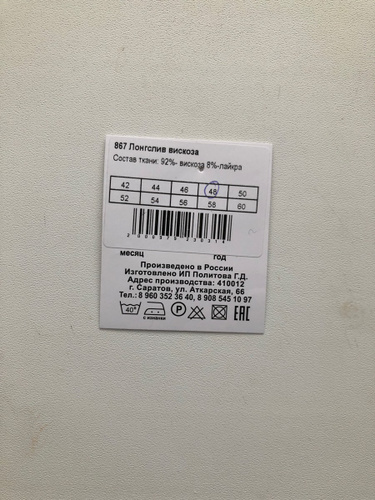 867 Лонгслив вискоза
Состав ткани: 92%- вискоза 8%-лайкра
42 44 46 48 50
52 54 56 58 60
месяц год
Произведено в России
Изготовлено ИП Политова Г.Д.
Адрес производства: 410012
г. Саратов, ул. Аткарская, 66
Тел.: 8 960 352 36 40, 8 908 545 10 97
40° с изнанки P EAC